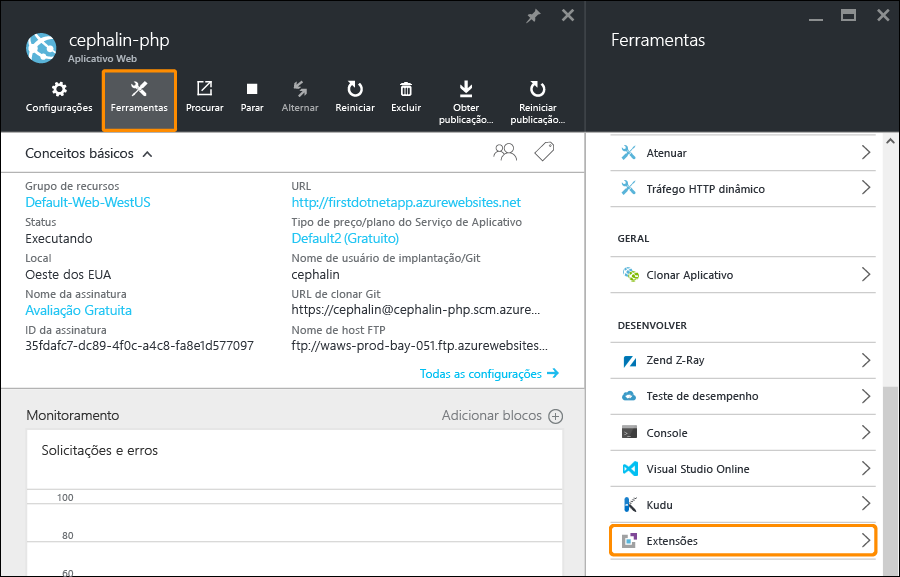 cephalin-php
Aplicativo Web
Configurações
Ferramentas
Procurar
Parar
Alternar
Reiniciar
Excluir
Obter
publicação...
Reiniciar
publicação...
Conceitos básicos
Grupo de recursos
Default-Web-WestUS
Status
Executando
Local
Oeste dos EUA
Nome da assinatura
Avaliação Gratuita
ID da assinatura
35fdafc7-dc89-4f0c-a4c8-fa8e1d577097
URL
http://firstdotnetapp.azurewebsites.net
Tipo de preço/plano do Serviço de Aplicativo
Default2 (Gratuito)
Nome de usuário de implantação/Git
cephalin
URL de clonar Git
https://cephalin@cephalin-php.scm.azure...
Nome de host FTP
ftp://waws-prod-bay-051.ftp.azurewebsites...
Todas as configurações
Monitoramento
Adicionar blocos
Solicitações e erros
100
80
60
Ferramentas
Atenuar
Tráfego HTTP dinâmico
GERAL
Clonar Aplicativo
DESENVOLVER
Zend Z-Ray
Teste de desempenho
Console
Visual Studio Online
Kudu
Extensões